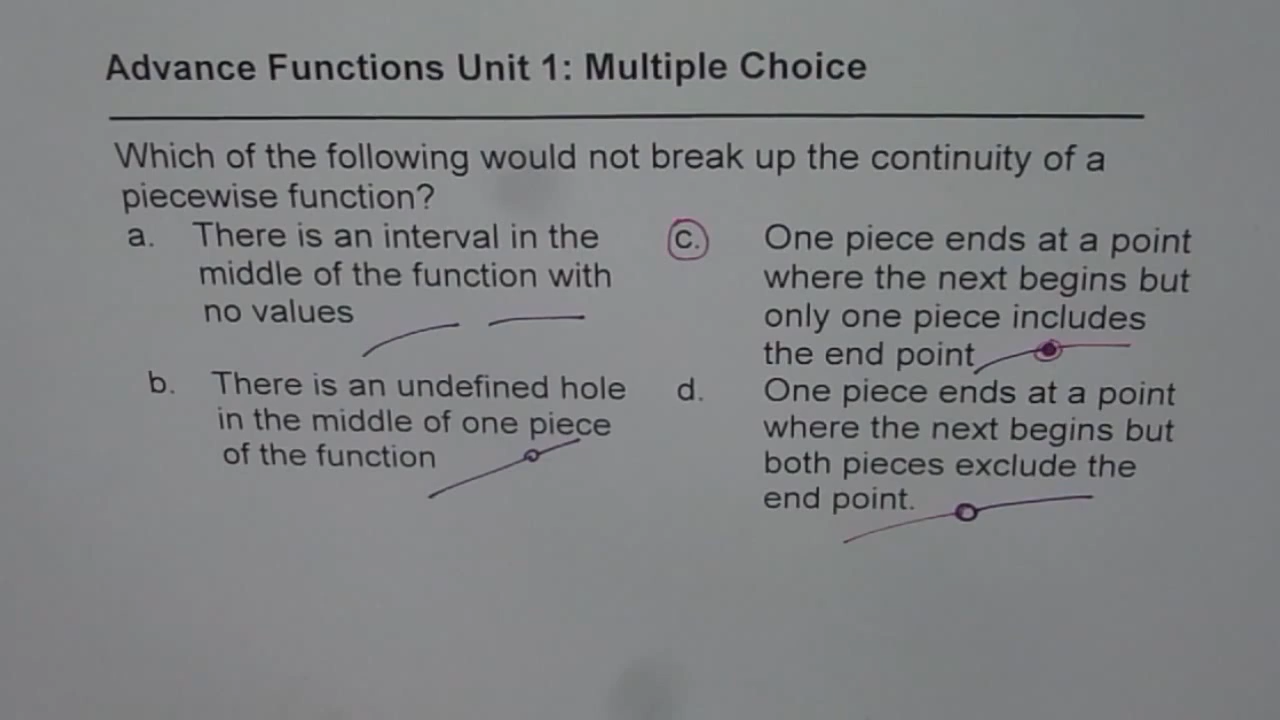 Advance Functions Unit 1: Multiple Choice
Which of the following would not break up the continuity of a
piecewise function?
a. There is an interval in the
middle of the function with
no values
b. There is an undefined hole
in the middle of one piece
of the function
c. One piece ends at a point
where the next begins but
only one piece includes
the end point
d. One piece ends at a point
where the next begins but
both pieces exclude the
end point.